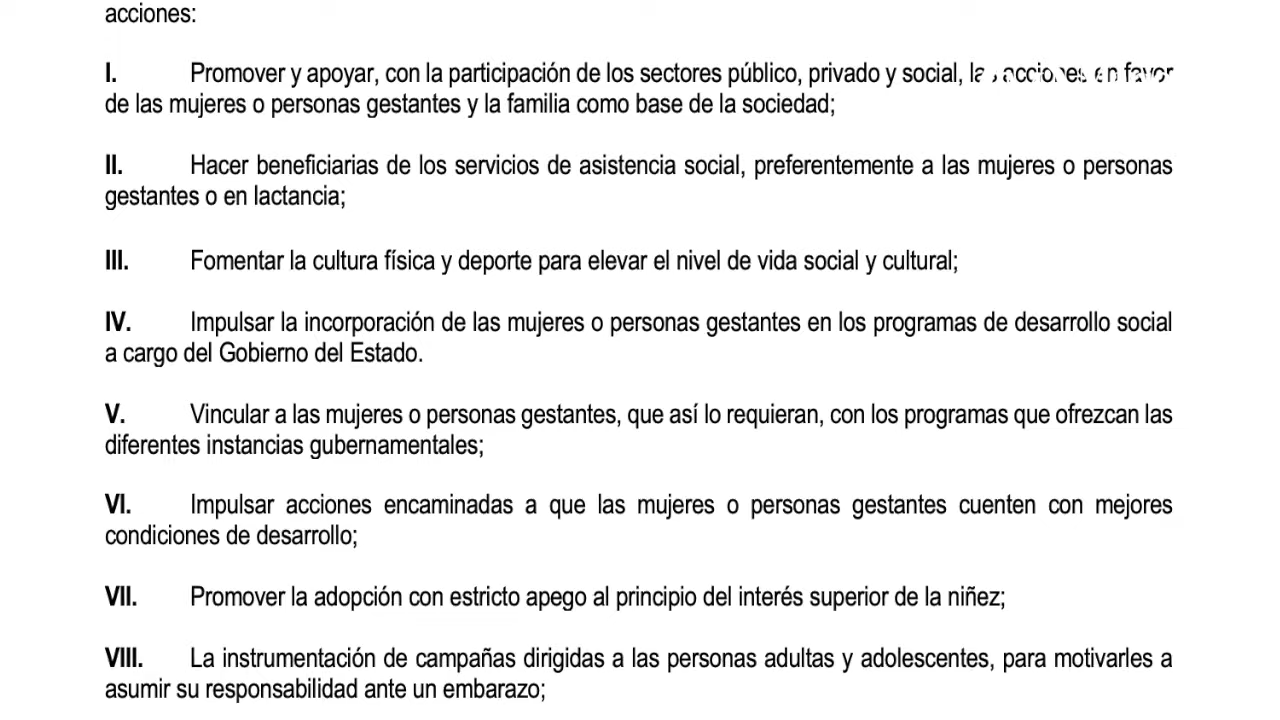 acciones:
I. Promover y apoyar, con la participación de los sectores público, privado y social, las acciones en favor
de las mujeres o personas gestantes y la familia como base de la sociedad;
II. Hacer beneficiarias de los servicios de asistencia social, preferentemente a las mujeres o personas
gestantes o en lactancia;
III. Fomentar la cultura física y deporte para elevar el nivel de vida social y cultural;
IV. Impulsar la incorporación de las mujeres o personas gestantes en los programas de desarrollo social
a cargo del Gobierno del Estado.
V. Vincular a las mujeres o personas gestantes, que así lo requieran, con los programas que ofrezcan las
diferentes instancias gubernamentales;
VI. Impulsar acciones encaminadas a que las mujeres o personas gestantes cuenten con mejores
condiciones de desarrollo;
VII. Promover la adopción con estricto apego al principio del interés superior de la niñez;
VIII. La instrumentación de campañas dirigidas a las personas adultas y adolescentes, para motivarles a
asumir su responsabilidad ante un embarazo;